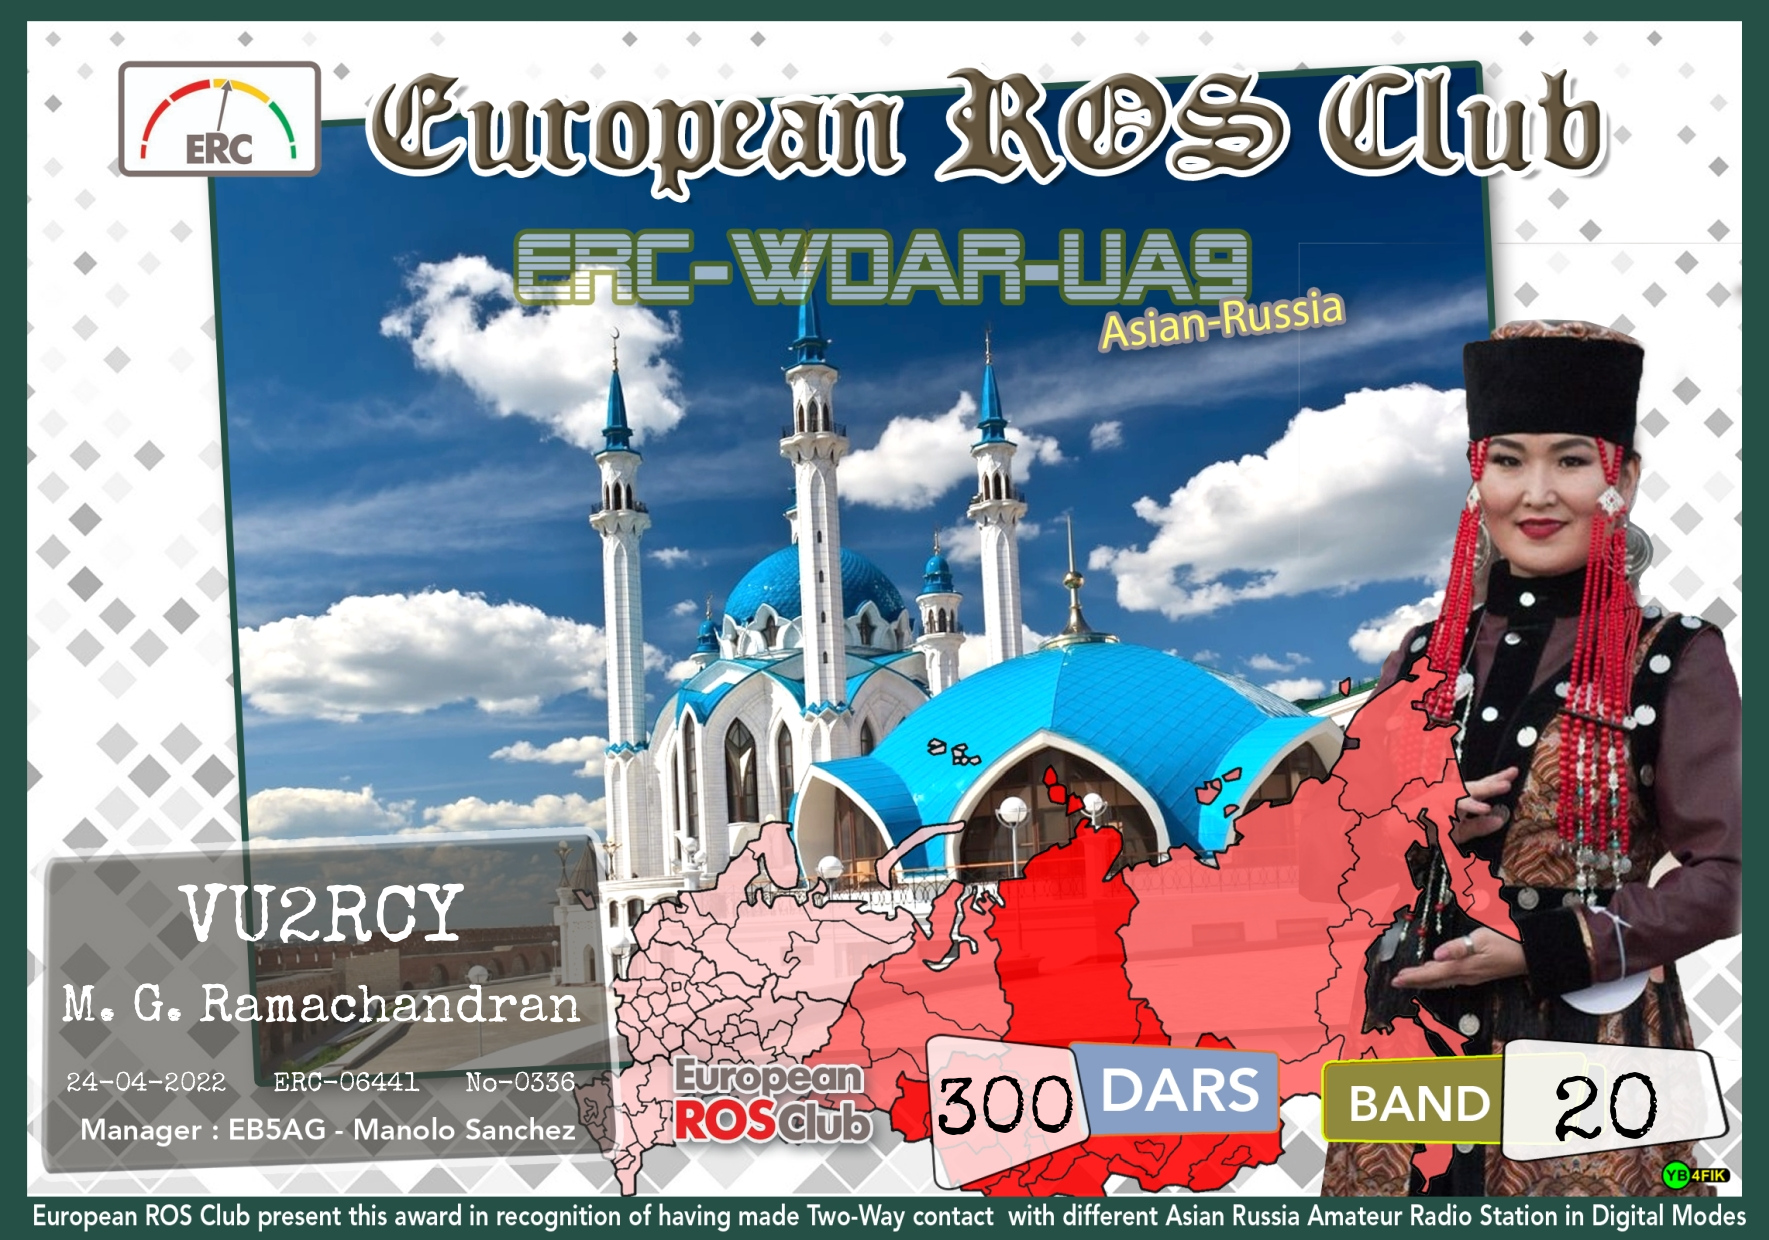 ERC
European ROS Club
ERC-WDAR-UA9
Asian-Russia
VU2RCY
M. G. Ramachandran
24-04-2022 ERC-06441 No-0336
Manager : EB5AG - Manolo Sanchez
European
ROS club
300 DARS
BAND 20
YB 4FIK
European ROS Club present this award in recognition of having made Two-Way contact with different Asian Russia Amateur Radio Station in Digital Modes